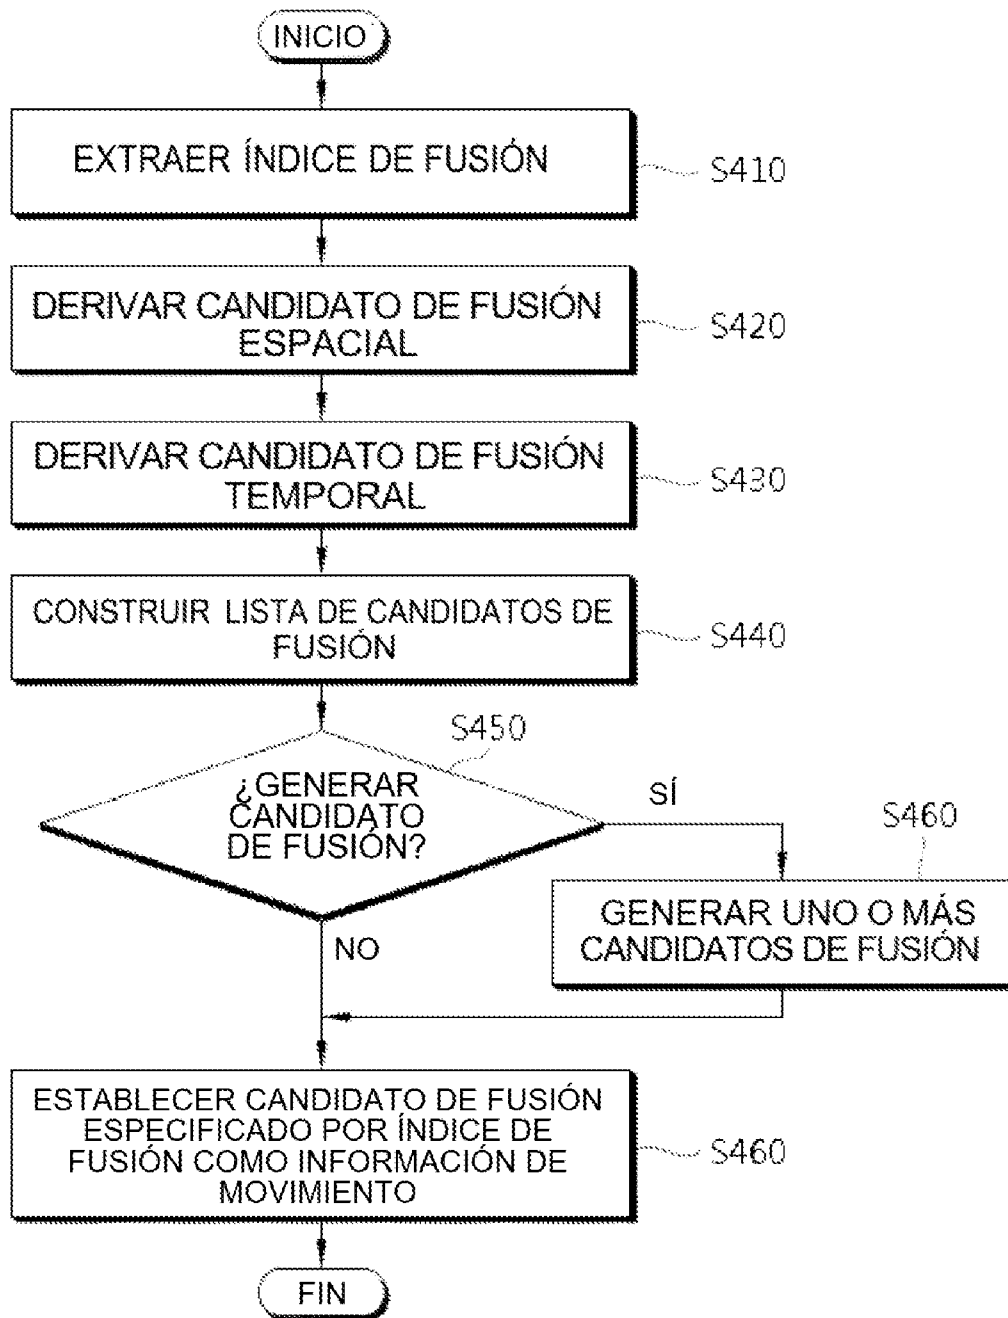 INICIO
EXTRAER ÍNDICE DE FUSIÓN
S410
DERIVAR CANDIDATO DE FUSIÓN
ESPACIAL
S420
DERIVAR CANDIDATO DE FUSIÓN
TEMPORAL
S430
CONSTRUIR LISTA DE CANDIDATOS DE
FUSIÓN
S440
S450
¿GENERAR
CANDIDATO
DE FUSIÓN?
SÍ
S460
GENERAR UNO O MÁS
CANDIDATOS DE FUSIÓN
NO
ESTABLECER CANDIDATO DE FUSIÓN
ESPECIFICADO POR ÍNDICE DE
FUSIÓN COMO INFORMACIÓN DE
MOVIMIENTO
S460
FIN